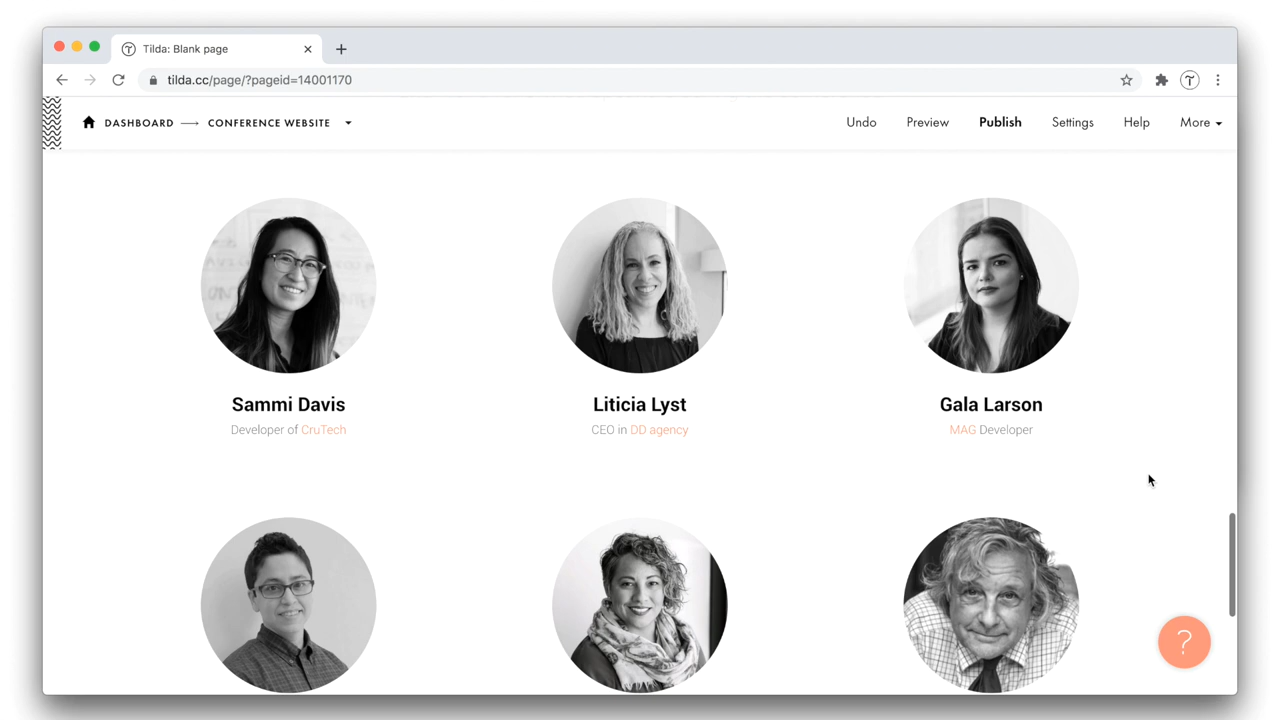 Tilda: Blank page
tilda.cc/page/?pageid=14001170
DASHBOARD → CONFERENCE WEBSITE
Undo Preview Publish Settings Help More
Sammi Davis Liticia Lyst Gala Larson
Developer of CruTech CEO in DD agency MAG Developer
?